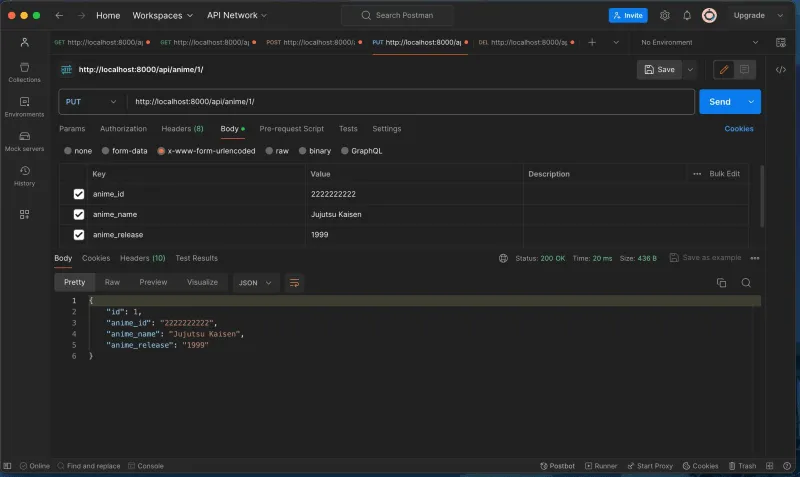 Home Workspaces API Network Search Postman Invite Upgrade
GET http://localhost:8000/ap GET http://localhost:8000/ap POST http://localhost:8000/a PUT http://localhost:8000/ap DEL http://localhost:8000/ap No Environment
http://localhost:8000/api/anime/1/ Save
PUT http://localhost:8000/api/anime/1/ Send
Params Authorization Headers (8) Body Pre-request Script Tests Settings Cookies
none form-data x-www-form-urlencoded raw binary GraphQL
Key Value Description Bulk Edit
anime_id 2222222222
anime_name Jujutsu Kaisen
anime_release 1999
Collections
Environments
Mock servers
History
Body Cookies Headers (10) Test Results Status: 200 OK Time: 20 ms Size: 436 B Save as example
Pretty Raw Preview Visualize JSON
1 {
2 "id": 1,
3 "anime_id": "2222222222",
4 "anime_name": "Jujutsu Kaisen",
5 "anime_release": "1999"
6 }
Online Find and replace Console Postbot Runner Start Proxy Cookies Trash